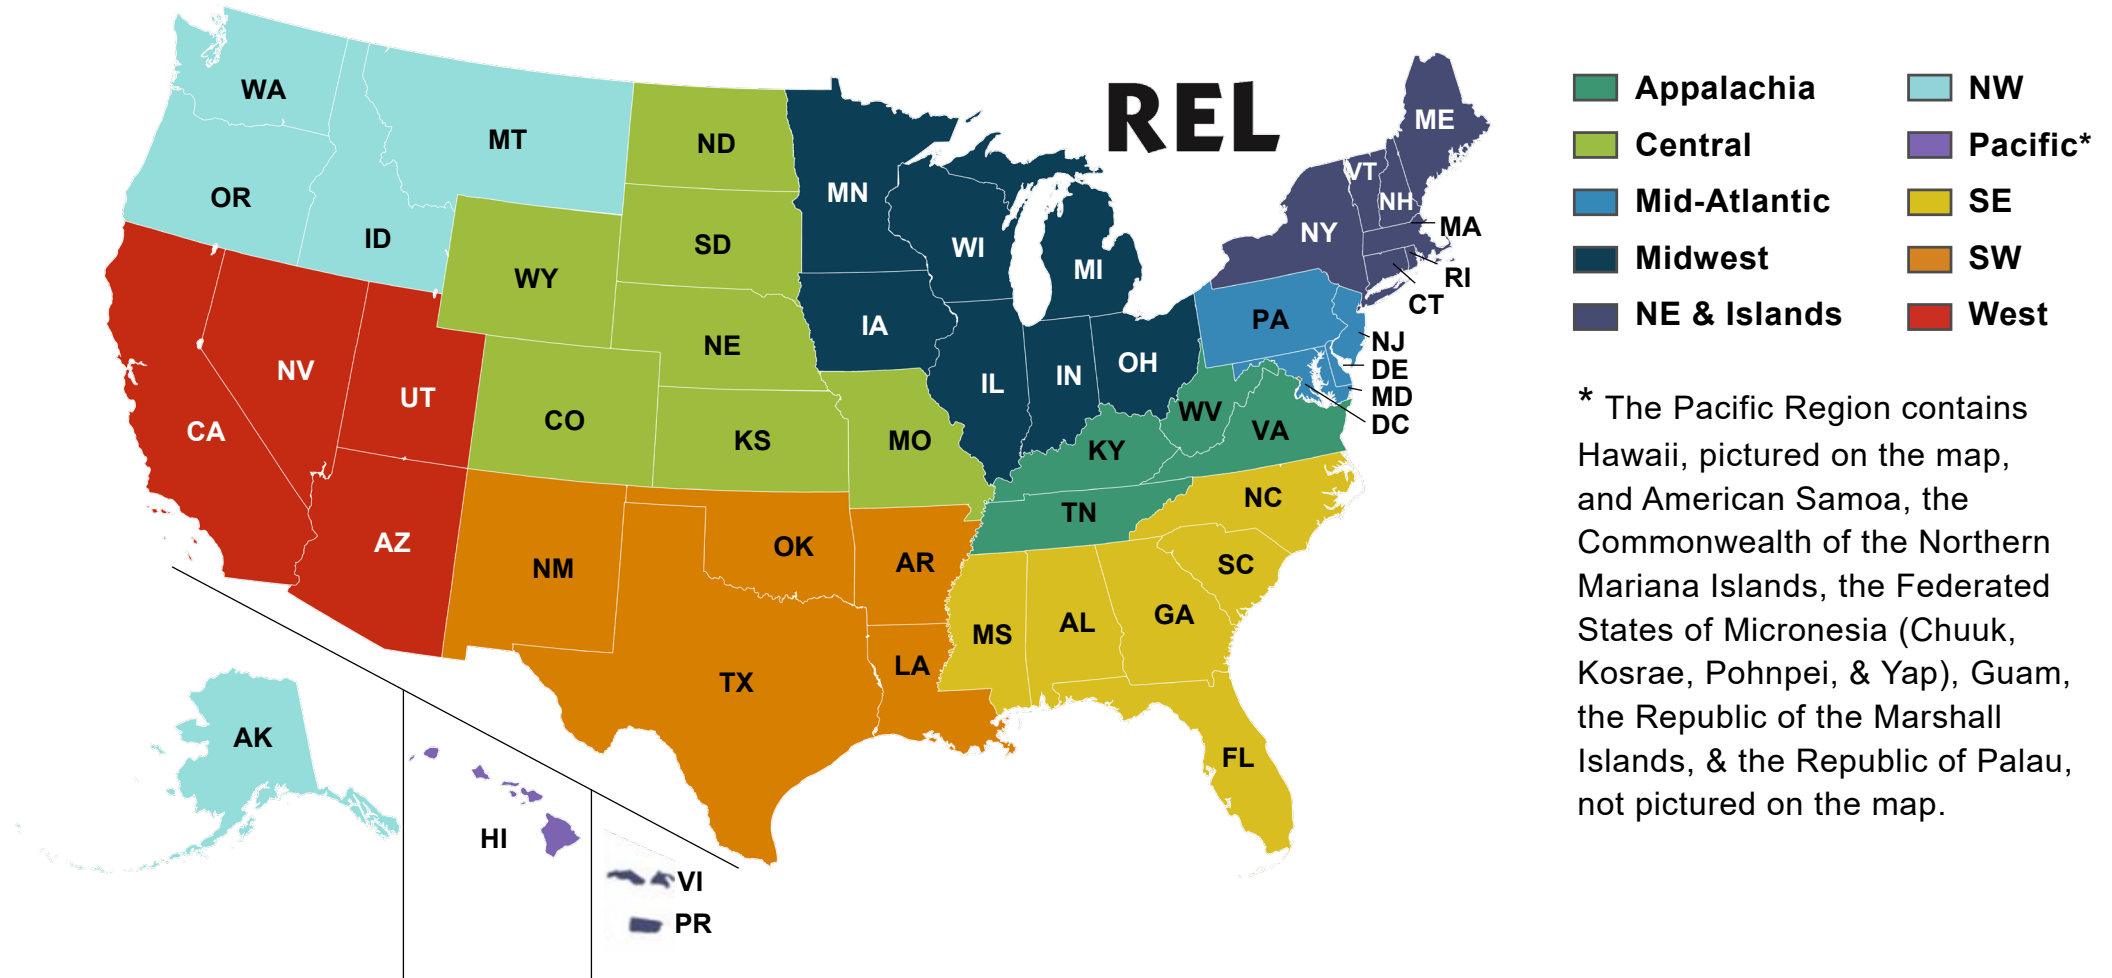 REL
WA
MT
ND
MN
ME
VT
NH
OR
ID
SD
WI
MI
NY
MA
RI
CT
WY
NE
IA
PA
NJ
DE
MD
DC
NV
UT
CO
KS
MO
IL
IN
OH
WV
VA
KY
CA
AZ
NM
OK
AR
TN
NC
SC
MS
AL
GA
TX
LA
FL
AK
HI
VI
PR
Appalachia
Central
Mid-Atlantic
Midwest
NE & Islands
NW
Pacific*
SE
SW
West
* The Pacific Region contains
Hawaii, pictured on the map,
and American Samoa, the
Commonwealth of the Northern
Mariana Islands, the Federated
States of Micronesia (Chuuk,
Kosrae, Pohnpei, & Yap), Guam,
the Republic of the Marshall
Islands, & the Republic of Palau,
not pictured on the map.